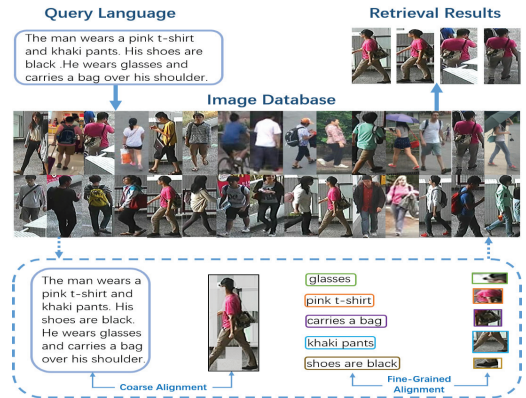 Query Language
Retrieval Results
The man wears a pink t-shirt
and khaki pants. His shoes are
black .He wears glasses and
carries a bag over his shoulder.
Image Database
The man wears a
pink t-shirt and
khaki pants. His
shoes are black.
He wears glasses
and carries a bag
over his shoulder.
glasses
pink t-shirt
carries a bag
khaki pants
shoes are black
Coarse Alignment
Fine-Grained
Alignment